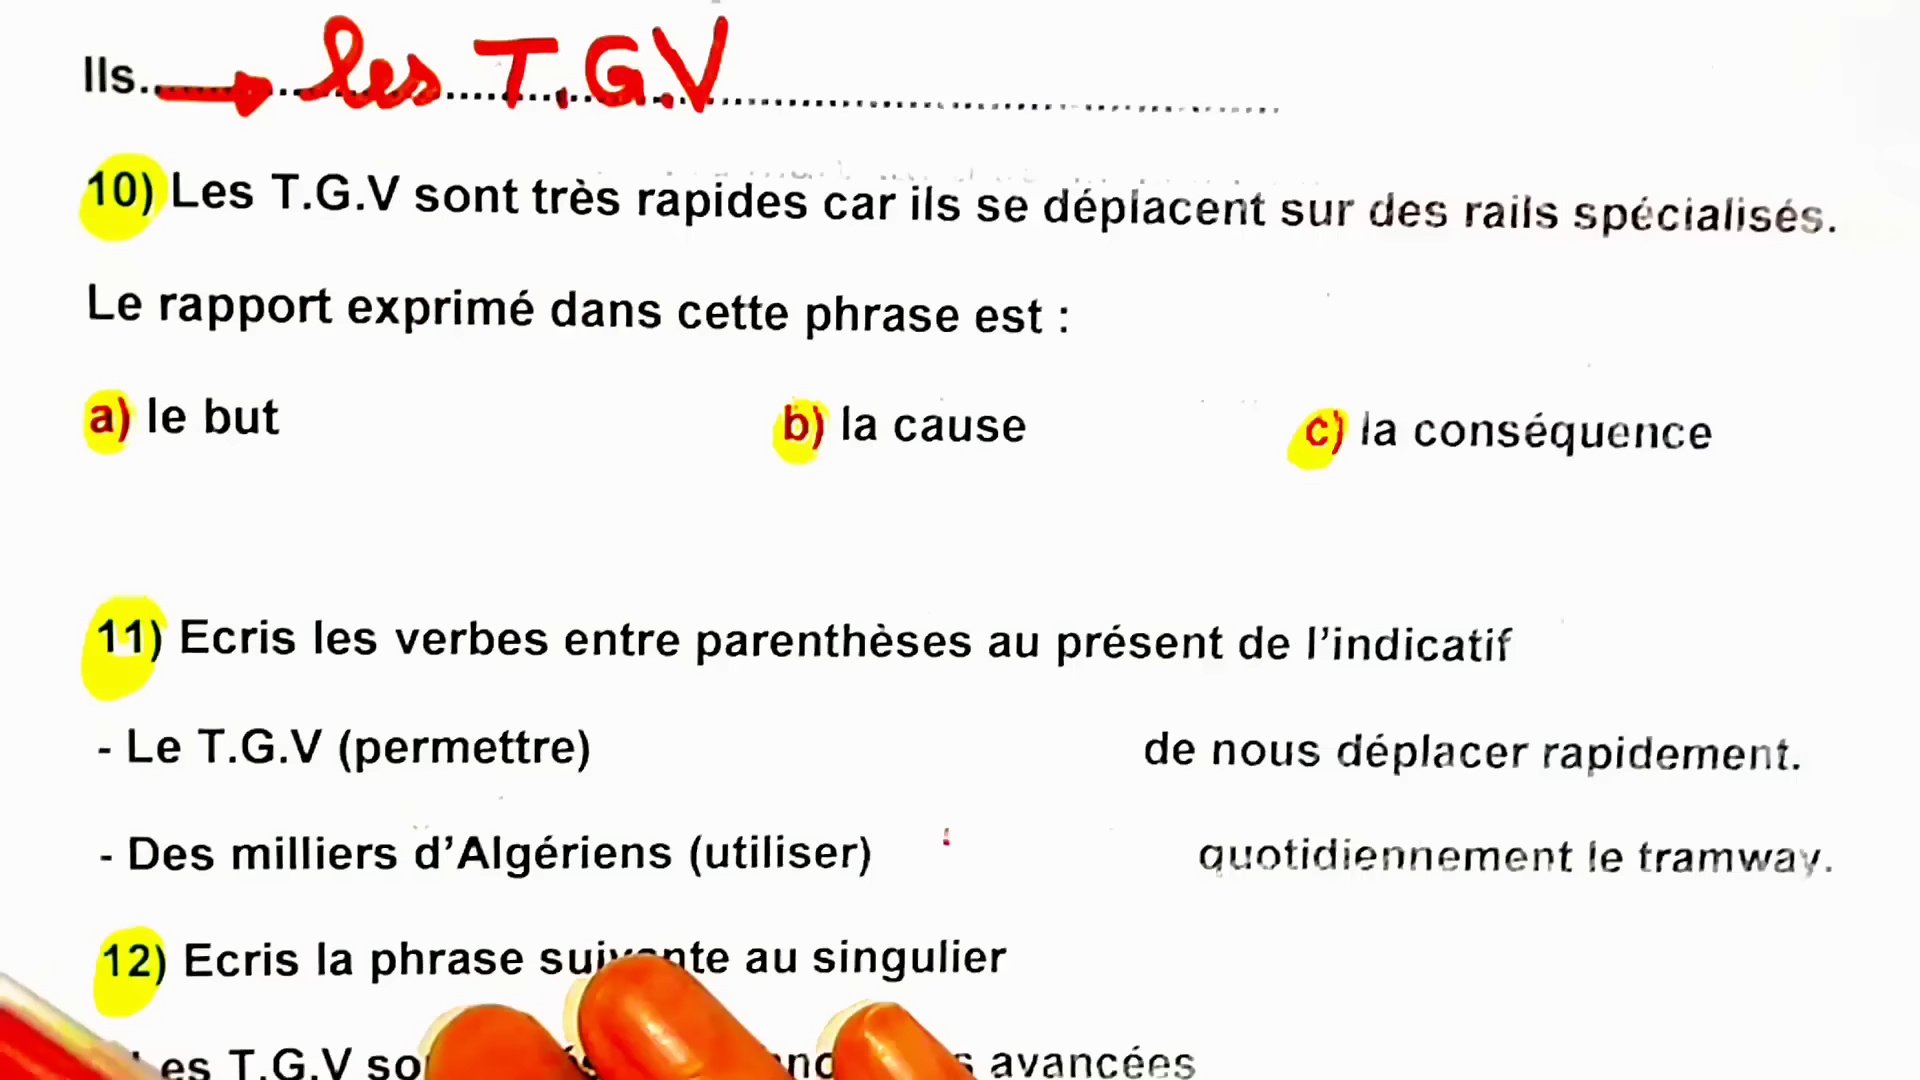 Ils.......... les T.G.V..............................
10) Les T.G.V sont très rapides car ils se déplacent sur des rails spécialisés.
Le rapport exprimé dans cette phrase est :
a) le but b) la cause c) la conséquence
11) Ecris les verbes entre parenthèses au présent de l’indicatif
- Le T.G.V (permettre) de nous déplacer rapidement.
- Des milliers d’Algériens (utiliser) quotidiennement le tramway.
12) Ecris la phrase suivante au singulier
Les T.G.V avancées